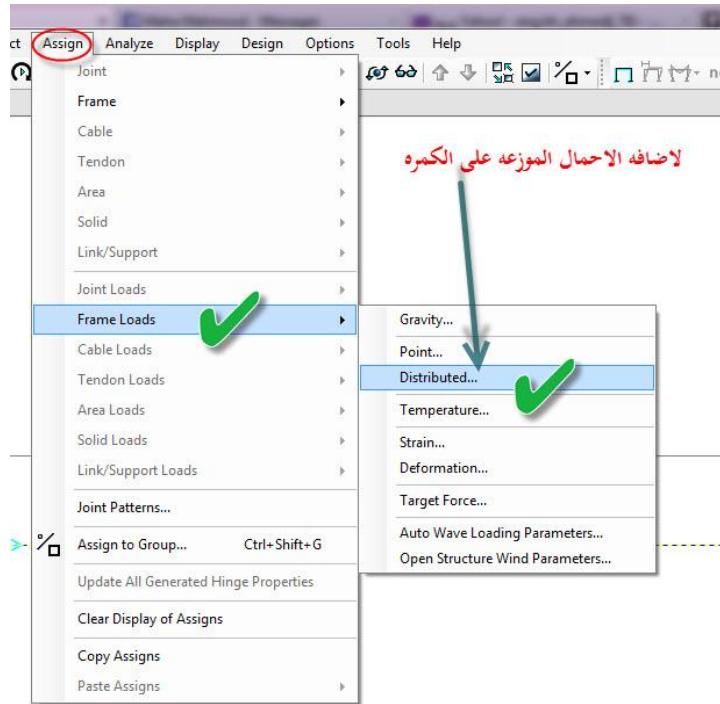 ct Assign Analyze Display Design Options Tools Help
Joint
Frame
Cable
Tendon
Area
Solid
Link/Support
Joint Loads
Frame Loads
Cable Loads
Tendon Loads
Area Loads
Solid Loads
Link/Support Loads
Joint Patterns...
Assign to Group... Ctrl+Shift+G
Update All Generated Hinge Properties
Clear Display of Assigns
Copy Assigns
Paste Assigns
لاضافه الاحمال الموزعه على الكمره
Gravity...
Point...
Distributed...
Temperature...
Strain...
Deformation...
Target Force...
Auto Wave Loading Parameters...
Open Structure Wind Parameters...